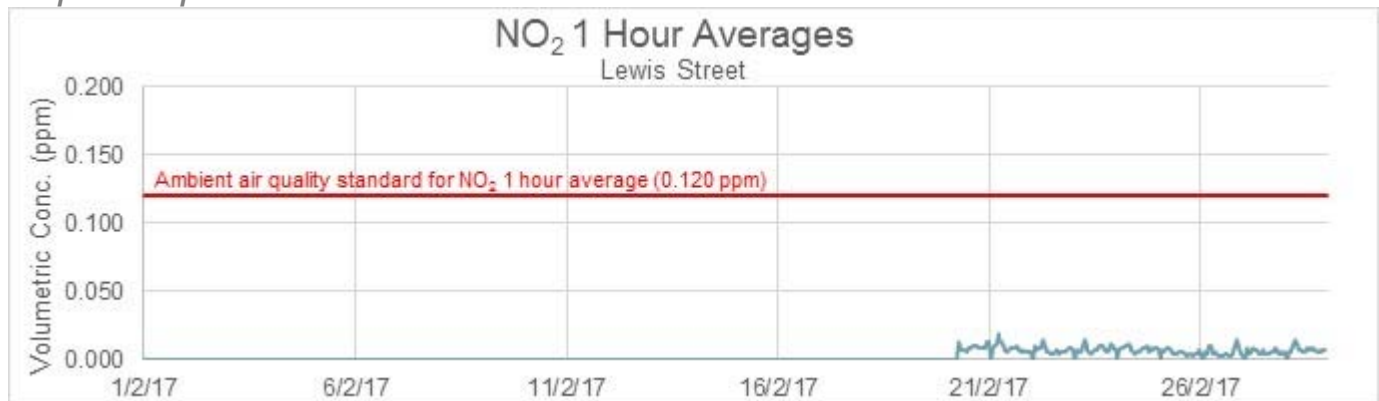 NO₂ 1 Hour Averages
Lewis Street
Volumetric Conc. (ppm)
0.200
0.150
Ambient air quality standard for NO₂ 1 hour average (0.120 ppm)
0.100
0.050
0.000
1/2/17 6/2/17 11/2/17 16/2/17 21/2/17 26/2/17